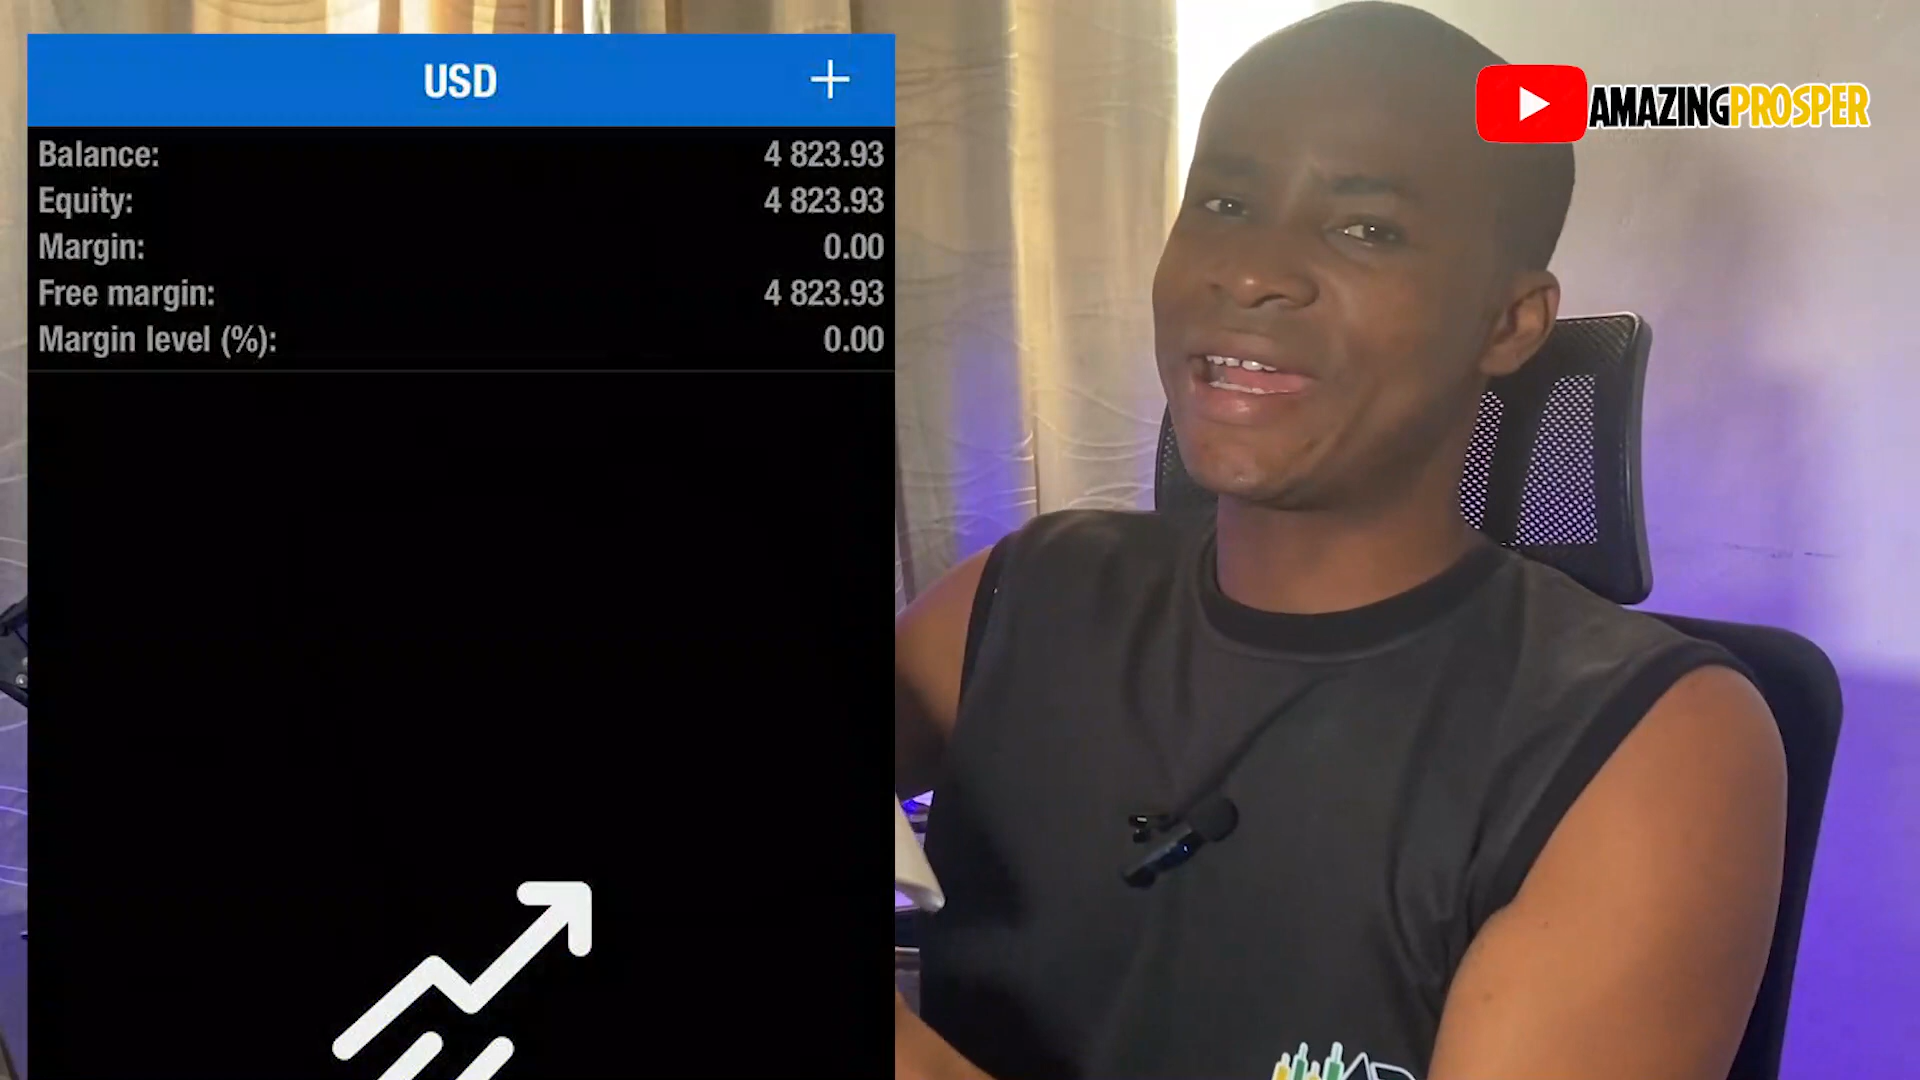 USD
Balance: 4 823.93
Equity: 4 823.93
Margin: 0.00
Free margin: 4 823.93
Margin level (%): 0.00
AMAZINGPROSPER